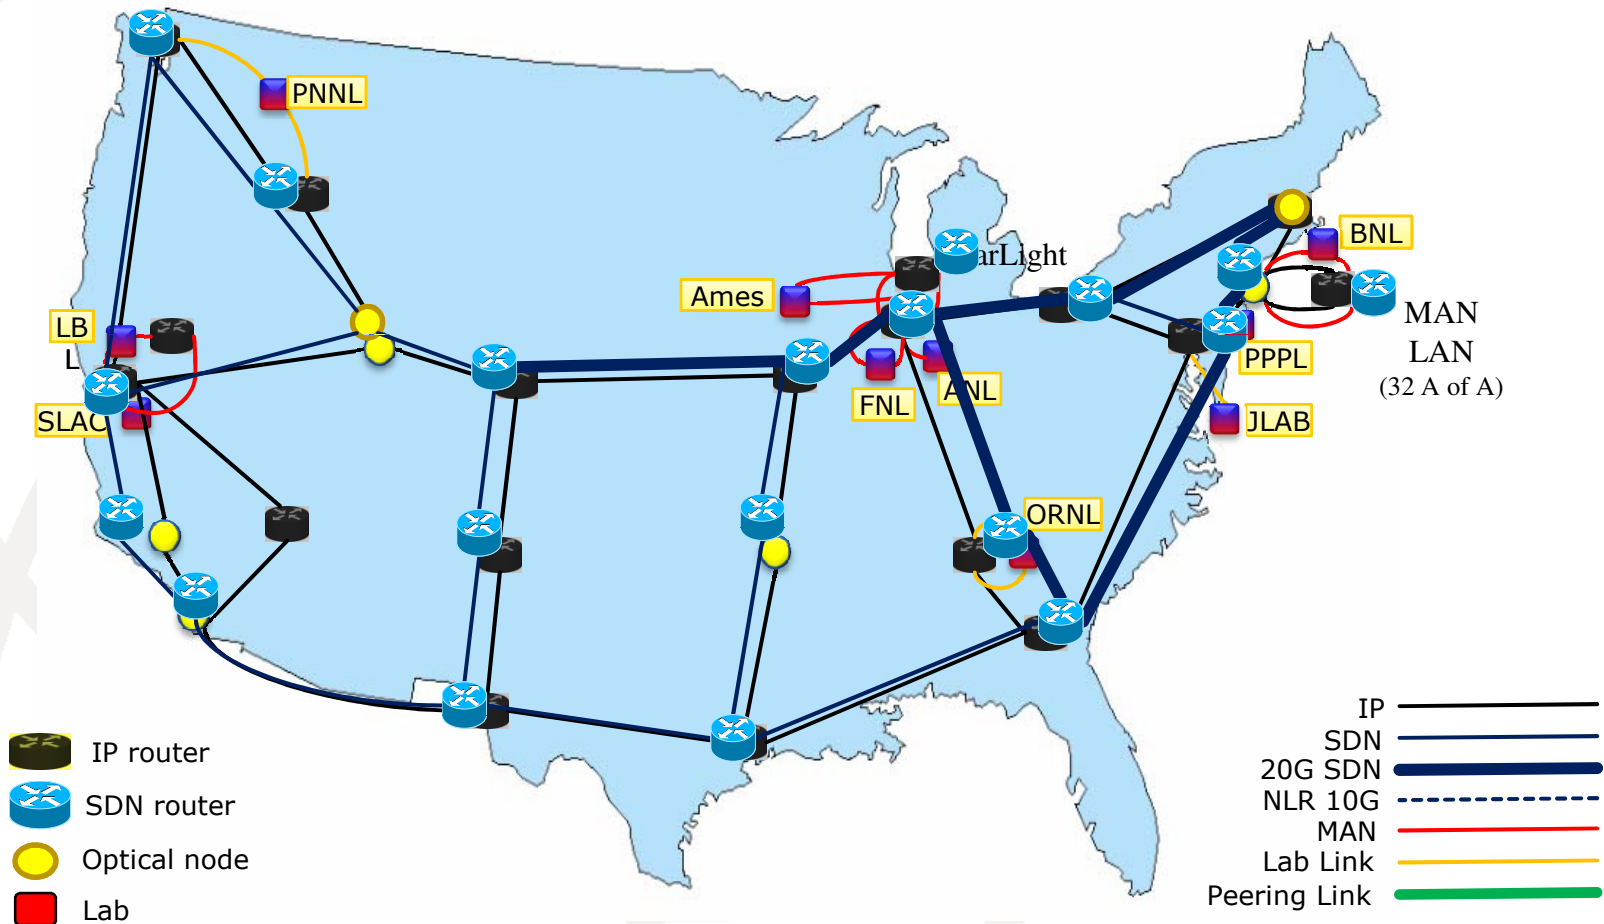 PNNL
BNL
arLight
Ames
MAN
LAN
(32 A of A)
LB
L
PPPL
ANL
FNL
SLAC
JLAB
ORNL
IP router
SDN router
Optical node
Lab
IP
SDN
20G SDN
NLR 10G
MAN
Lab Link
Peering Link